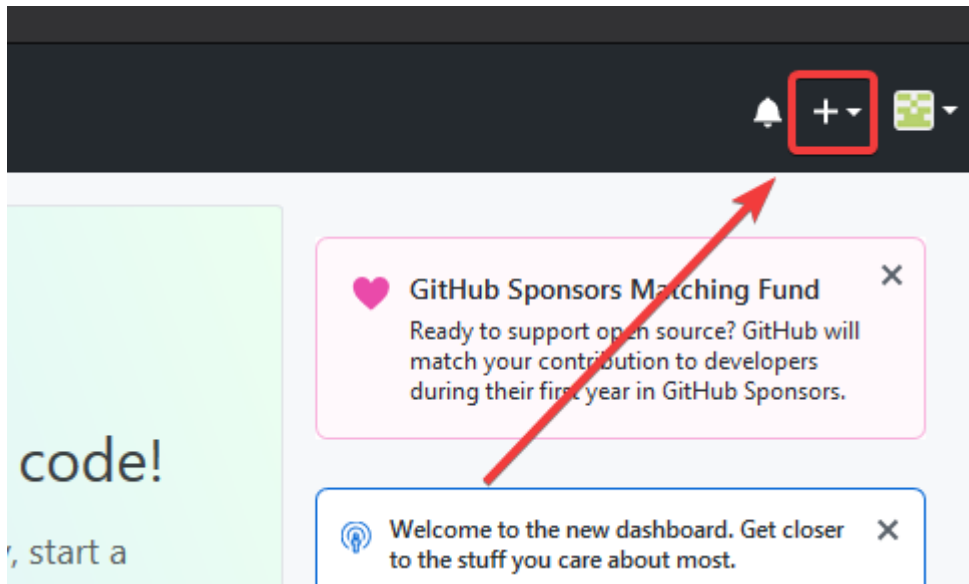 GitHub Sponsors Matching Fund
Ready to support open source? GitHub will
match your contribution to developers
during their first year in GitHub Sponsors.
code!
, start a
Welcome to the new dashboard. Get closer
to the stuff you care about most.